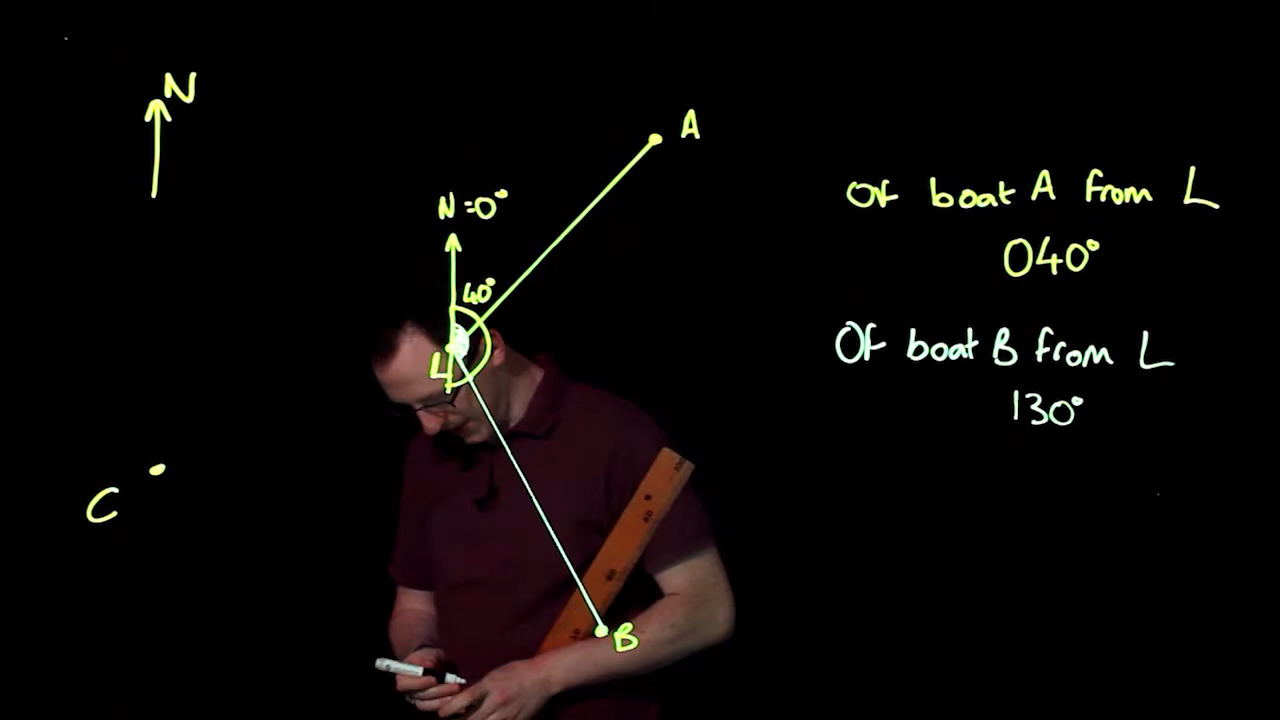 N
A
N = 0°
40°
L
C
B
Of boat A from L
040°
Of boat B from L
130°